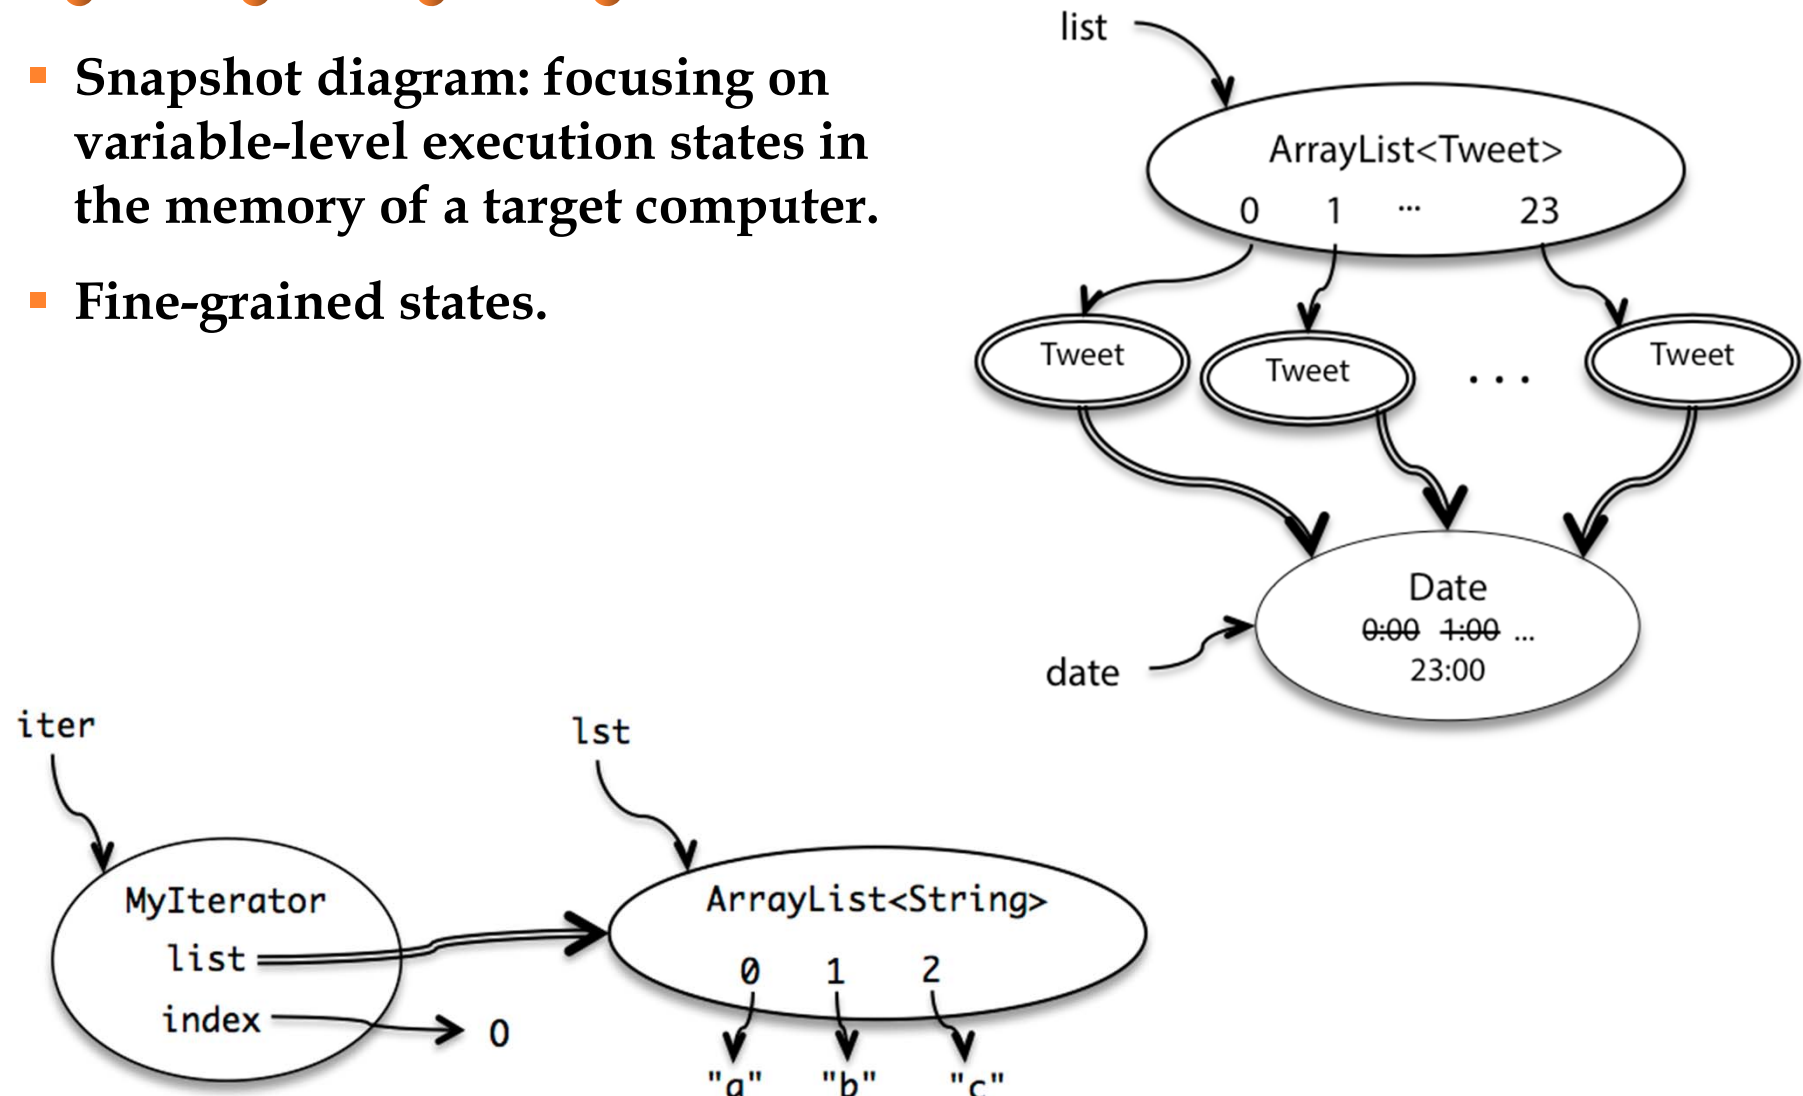 Snapshot diagram: focusing on
variable-level execution states in
the memory of a target computer.
Fine-grained states.
list
ArrayList<Tweet>
0 1 ... 23
Tweet Tweet ... Tweet
Date
0:00 1:00 ...
23:00
date
iter
MyIterator
list
index 0
lst
ArrayList<String>
0 1 2
"a" "b" "c"